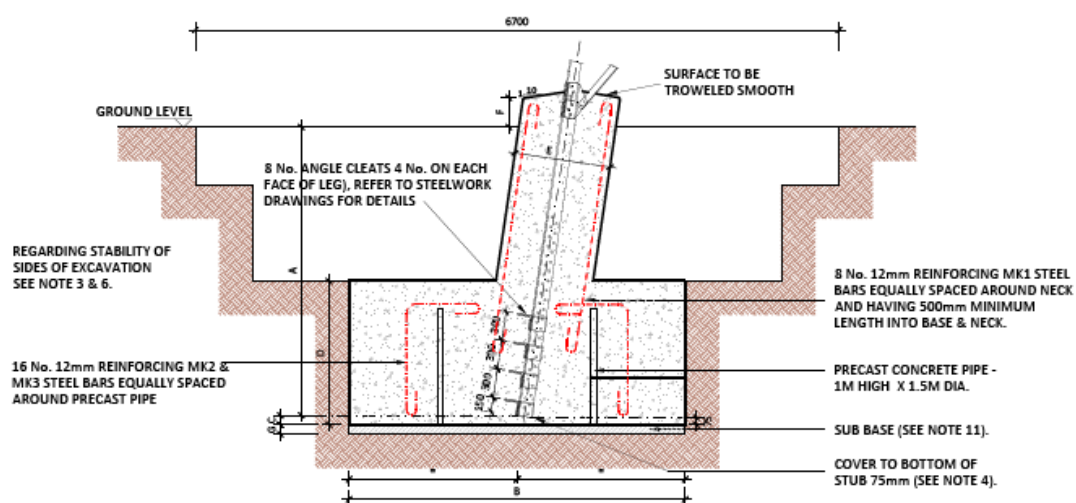 6700
SURFACE TO BE
TROWELED SMOOTH
1 10
F
GROUND LEVEL
E
8 No. ANGLE CLEATS 4 No. ON EACH
FACE OF LEG), REFER TO STEELWORK
DRAWINGS FOR DETAILS
REGARDING STABILITY OF
SIDES OF EXCAVATION
SEE NOTE 3 & 6.
A
8 No. 12mm REINFORCING MK1 STEEL
BARS EQUALLY SPACED AROUND NECK
AND HAVING 500mm MINIMUM
LENGTH INTO BASE & NECK.
D
16 No. 12mm REINFORCING MK2 &
MK3 STEEL BARS EQUALLY SPACED
AROUND PRECAST PIPE
PRECAST CONCRETE PIPE -
1M HIGH X 1.5M DIA.
C
G
SUB BASE (SEE NOTE 11).
COVER TO BOTTOM OF
STUB 75mm (SEE NOTE 4).
B